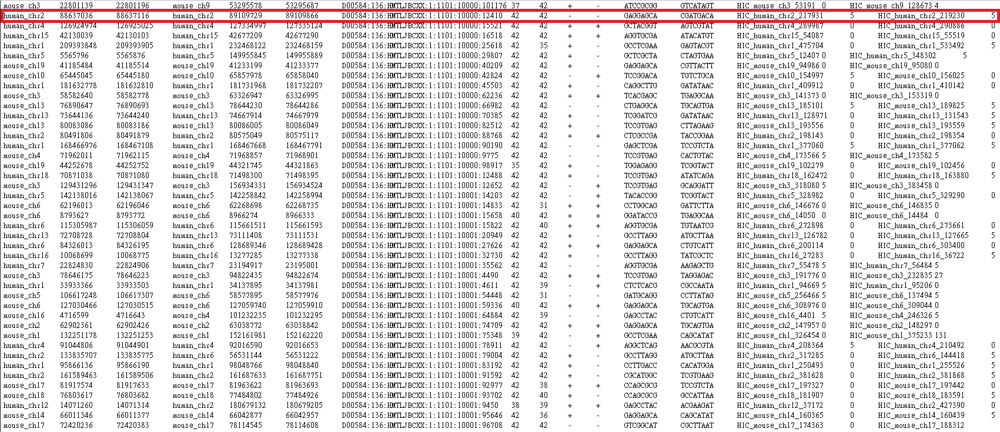 mouse_ch3 22801139 22801196 mouse_ch9 53295578 53295687 D00584:136:HMTLJBCXX:1:1101:10000:101176 37 42 + - ATCCGCGG GTCATAGT HIC_mouse_ch3_53191 0 HIC_mouse_ch9_128673 4
human_chr2 88637036 88637116 human_chr2 89109729 89109866 D00584:136:HMTLJBCXX:1:1101:10000:12410 42 42 - - GAGGAGCA CGATGACA HIC_human_chr2_217931 5 HIC_human_chr2_219230 5
human_chr4 126924974 126925025 human_chr4 127334997 127335124 D00584:136:HMTLJBCXX:1:1101:10000:15521 42 42 + + GCTACGGT AGTCGTAT HIC_human_chr4_289987 0 HIC_human_chr4_290886 0
human_chr15 42130039 42130103 human_chr15 42677209 42677290 D00584:136:HMTLJBCXX:1:1101:10000:16518 42 42 + + AGGTGCGA ATACATGT HIC_human_chr15_54087 0 HIC_human_chr15_55519 0
human_chr1 209393848 209393905 human_chr1 232468122 232468159 D00584:136:HMTLJBCXX:1:1101:10000:25618 42 35 + - GCCTCGAA GAGTACGT HIC_human_chr1_475704 0 HIC_human_chr1_533492 5
human_chr5 5565796 5565876 human_chr5 149955845 149955889 D00584:136:HMTLJBCXX:1:1101:10000:29807 42 42 + - GCTCGCTA CTAGTGAA HIC_human_chr5_12407 0 HIC_human_chr5_348302 5
mouse_ch19 41185484 41185514 mouse_ch19 41233199 41233377 D00584:136:HMTLJBCXX:1:1101:10000:40209 42 42 + - GAGGAGCA CGTTACTT HIC_mouse_ch19_94986 0 HIC_mouse_ch19_95080 0
mouse_ch10 65445045 65445180 mouse_ch10 65857978 65858040 D00584:136:HMTLJBCXX:1:1101:10000:42824 42 42 - + TCCGGACA TGTCTGCA HIC_mouse_ch10_154997 5 HIC_mouse_ch10_156025 0
human_chr1 181632778 181632810 human_chr1 181731968 181732207 D00584:136:HMTLJBCXX:1:1101:10000:45503 42 42 + - CAGGCTTG GATATAAC HIC_human_chr1_409912 0 HIC_human_chr1_410142 0
mouse_ch3 58582640 58582778 mouse_ch3 63326947 63326995 D00584:136:HMTLJBCXX:1:1101:10000:62236 42 42 + + TCACGAGC TGAGGCAA HIC_mouse_ch3_141373 0 HIC_mouse_ch3_153319 0
mouse_ch13 76890647 76890693 mouse_ch13 78644230 78644286 D00584:136:HMTLJBCXX:1:1101:10000:66982 42 42 - - CTGAGGCA TGCAGTGA HIC_mouse_ch13_185101 5 HIC_mouse_ch13_189825 5
human_chr13 73644136 73644240 human_chr13 74667914 74667979 D00584:136:HMTLJBCXX:1:1101:10000:70385 42 42 + - TCGGATCG GATATAAC HIC_human_chr13_128971 0 HIC_human_chr13_131543 5
mouse_ch13 80083086 80083186 mouse_ch13 80086005 80086049 D00584:136:HMTLJBCXX:1:1101:10000:82512 42 42 + - TCCGTGAG CTTAGAAG HIC_mouse_ch13_193556 0 HIC_mouse_ch13_193559 5
human_chr2 80491806 80491879 human_chr2 80575049 80575117 D00584:136:HMTLJBCXX:1:1101:10000:88768 42 42 + + CTCGCCGA TACCGGAA HIC_human_chr2_198143 0 HIC_human_chr2_198354 0
human_chr1 168466976 168467108 human_chr1 168467668 168467791 D00584:136:HMTLJBCXX:1:1101:10000:90190 42 42 - - GAGCTCGA TCCGTCTA HIC_human_chr1_377060 5 HIC_human_chr1_377062 5
mouse_ch4 71962011 71962115 mouse_ch4 71968857 71968901 D00584:136:HMTLJBCXX:1:1101:10000:9775 42 42 - - TCCGTGAG CACTGTAC HIC_mouse_ch4_173566 5 HIC_mouse_ch4_173582 5
mouse_ch19 44252678 44252752 mouse_ch19 44321745 44321863 D00584:136:HMTLJBCXX:1:1101:10000:98917 35 42 + - TGGAGAGG TCGGTACT HIC_mouse_ch19_102279 0 HIC_mouse_ch19_102456 0
human_chr18 70871038 70871080 human_chr18 71498300 71498395 D00584:136:HMTLJBCXX:1:1101:10001:12488 42 42 + - TCCGTGAG ATATCAGA HIC_human_chr18_162472 0 HIC_human_chr18_163880 5
mouse_ch3 129431296 129431347 mouse_ch3 156934331 156934524 D00584:136:HMTLJBCXX:1:1101:10001:12652 42 42 - + TCCGTGAG GCAGGATT HIC_mouse_ch3_318080 5 HIC_mouse_ch3_383458 0
human_chr5 142138016 142138067 human_chr5 142258842 142258994 D00584:136:HMTLJBCXX:1:1101:10001:14203 42 42 - + TACACCGG TCGGTACT HIC_human_chr5_328982 0 HIC_human_chr5_329290 0
mouse_ch6 62196013 62196046 mouse_ch6 62268698 62268735 D00584:136:HMTLJBCXX:1:1101:10001:14833 42 31 + + CCTGGCAG GATTCTTA HIC_mouse_ch6_146676 0 HIC_mouse_ch6_146835 0
mouse_ch6 8793627 8793772 mouse_ch6 8966274 8966333 D00584:136:HMTLJBCXX:1:1101:10001:15658 40 42 + + GGATACCG TGAGGCAA HIC_mouse_ch6_14050 0 HIC_mouse_ch6_14484 0
human_chr6 115305987 115306059 human_chr6 115661511 115661593 D00584:136:HMTLJBCXX:1:1101:10001:15822 42 40 + + AGGTGCGA TGTAATCG HIC_human_chr6_272898 0 HIC_human_chr6_273661 0
human_chr13 72708728 72708804 human_chr13 73111408 73111531 D00584:136:HMTLJBCXX:1:1101:10001:20949 42 42 + - GCCTTAGG ATGCTTAA HIC_human_chr13_126782 0 HIC_human_chr13_127665 5
human_chr6 84326013 84326195 human_chr6 128689346 128689428 D00584:136:HMTLJBCXX:1:1101:10001:27626 42 42 + + GAGGAGCA CTGTCATT HIC_human_chr6_200114 0 HIC_human_chr6_303400 0
human_chr16 10068699 10068775 human_chr16 13277285 13277338 D00584:136:HMTLJBCXX:1:1101:10001:32730 42 42 + - GCCTTAGG TATCGCTC HIC_human_chr16_27283 0 HIC_human_chr16_36722 5
human_chr7 22824830 22824906 human_chr7 23194917 23195001 D00584:136:HMTLJBCXX:1:1101:10001:35562 42 42 - - AGGTGCGA AAGAGCTG HIC_human_chr7_55478 5 HIC_human_chr7_56484 5
mouse_ch3 78646175 78646223 mouse_ch3 94822435 94822674 D00584:136:HMTLJBCXX:1:1101:10001:4490 42 42 + + TCCGTGAG TAGGAGAC HIC_mouse_ch3_191776 0 HIC_mouse_ch3_232835 27
human_chr1 33933366 33933503 human_chr1 34137895 34137981 D00584:136:HMTLJBCXX:1:1101:10001:4611 42 39 - + CTCTCACG CGCCAATA HIC_human_chr1_94669 5 HIC_human_chr1_95206 0
mouse_ch5 106617248 106617307 mouse_ch6 58577895 58577976 D00584:136:HMTLJBCXX:1:1101:10001:54448 42 31 - - GATGCAGG CCTTATAG HIC_mouse_ch5_256466 5 HIC_mouse_ch6_137494 5
mouse_ch6 127030466 127030515 mouse_ch6 127059740 127059910 D00584:136:HMTLJBCXX:1:1101:10001:59336 40 42 + + GAGGAGCA TGCAGTGA HIC_mouse_ch6_308976 0 HIC_mouse_ch6_309044 0
mouse_ch16 4716599 4716643 mouse_ch4 101232235 101232295 D00584:136:HMTLJBCXX:1:1101:10001:64884 42 39 - - GAGCCTAC CTGTCATT HIC_mouse_ch16_4401 5 HIC_mouse_ch4_246326 5
mouse_ch2 62902361 62902426 mouse_ch2 63038772 63038842 D00584:136:HMTLJBCXX:1:1101:10001:74709 42 42 + + GAGGAGCA TGCAGTGA HIC_mouse_ch2_147957 0 HIC_mouse_ch2_148297 0
mouse_ch1 132251178 132251253 mouse_ch1 152161981 152162220 D00584:136:HMTLJBCXX:1:1101:10001:75348 39 42 - + GCCTCGAA CAGCATAT HIC_mouse_ch1_326454 0 HIC_mouse_ch1_375233 131
human_chr4 91044806 91044901 human_chr4 92016590 92016653 D00584:136:HMTLJBCXX:1:1101:10001:78911 42 42 - + AGGCTCAG AACGCGTA HIC_human_chr4_208364 5 HIC_human_chr4_210492 0
human_chr2 133835707 133835775 human_chr6 56531144 56531222 D00584:136:HMTLJBCXX:1:1101:10001:79004 42 42 + - GCCTTAGG ATGCTTAA HIC_human_chr2_317285 0 HIC_human_chr6_144418 5
human_chr1 95866136 95866190 human_chr1 98048766 98048840 D00584:136:HMTLJBCXX:1:1101:10001:83192 42 42 + - CCTTGACC CACATGGA HIC_human_chr1_250493 0 HIC_human_chr1_255526 5
human_chr2 161589463 161589506 human_chr2 161687633 161687751 D00584:136:HMTLJBCXX:1:1101:10001:91592 42 42 + - CGCATGGC TCGTGAAG HIC_human_chr2_381628 0 HIC_human_chr2_381868 5
mouse_ch17 81917574 81917633 mouse_ch17 81963622 81963693 D00584:136:HMTLJBCXX:1:1101:10001:92977 42 38 + + CCAGCGCG TCCGTCTA HIC_mouse_ch17_197327 0 HIC_mouse_ch17_197442 0
mouse_ch18 76803617 76803682 mouse_ch18 77484802 77484926 D00584:136:HMTLJBCXX:1:1101:10001:93702 42 40 + - CCAGCGCG GCCATTAA HIC_mouse_ch18_181907 0 HIC_mouse_ch18_183591 5
human_chr12 14071260 14071314 human_chr2 180679132 180679205 D00584:136:HMTLJBCXX:1:1101:10001:9450 38 39 + + GAGCCTAC ACGAAGAT HIC_human_chr12_37172 0 HIC_human_chr2_427390 0
mouse_ch14 66011346 66011377 mouse_ch14 66042877 66042957 D00584:136:HMTLJBCXX:1:1101:10001:95646 42 36 + - GAGGAGCA CAGCATAT HIC_mouse_ch14_160365 0 HIC_mouse_ch14_160439 5
mouse_ch17 72420236 72420383 mouse_ch17 78114545 78114608 D00584:136:HMTLJBCXX:1:1101:10001:96708 42 42 - - GTCGGCAT CGCTTAAT HIC_mouse_ch17_174363 0 HIC_mouse_ch17_188312